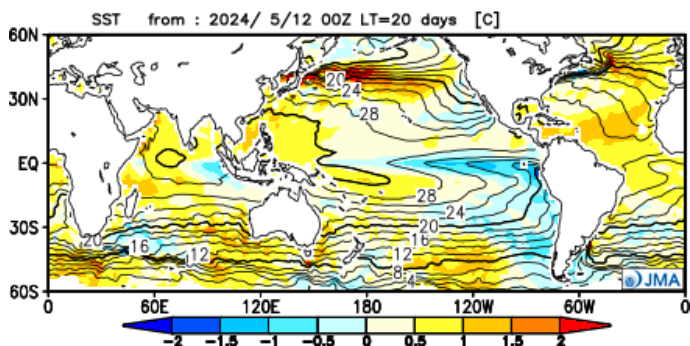 SST from : 2024/ 5/12 00Z LT=20 days [C]
60N
30N
EQ
30S
60S
20
24
28
28
24
20
16
12
8
4
20
16
12
JMA
0 60E 120E 180 120W 60W 0
-2 -1.5 -1 -0.5 0 0.5 1 1.5 2